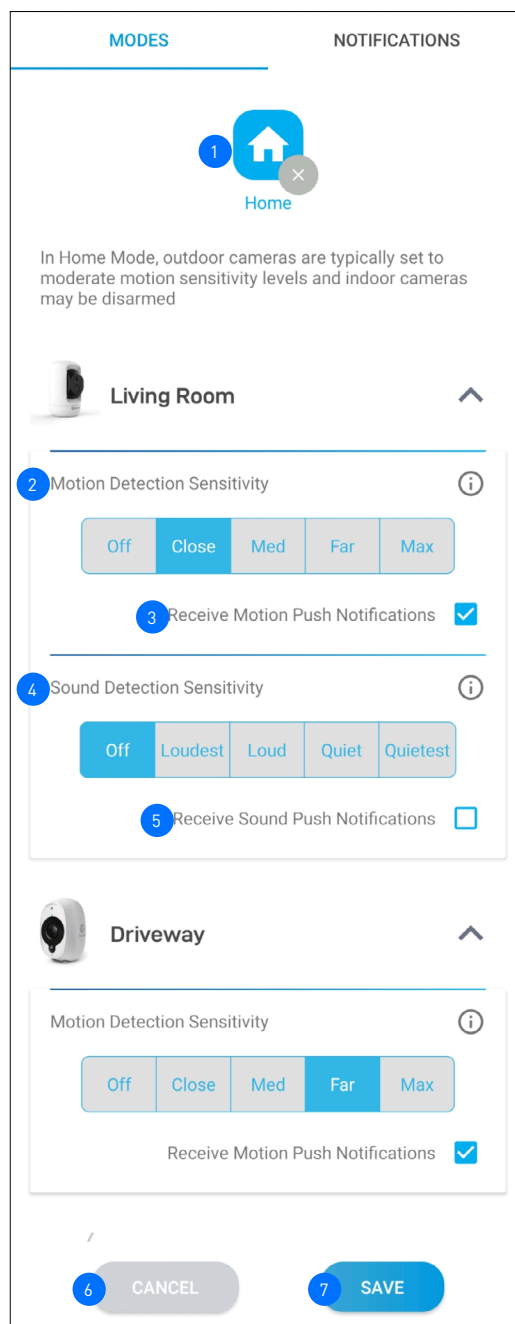 MODES NOTIFICATIONS
1
Home
In Home Mode, outdoor cameras are typically set to
moderate motion sensitivity levels and indoor cameras
may be disarmed
Living Room
2 Motion Detection Sensitivity
Off Close Med Far Max
3 Receive Motion Push Notifications
4 Sound Detection Sensitivity
Off Loudest Loud Quiet Quietest
5 Receive Sound Push Notifications
Driveway
Motion Detection Sensitivity
Off Close Med Far Max
Receive Motion Push Notifications
6 CANCEL 7 SAVE